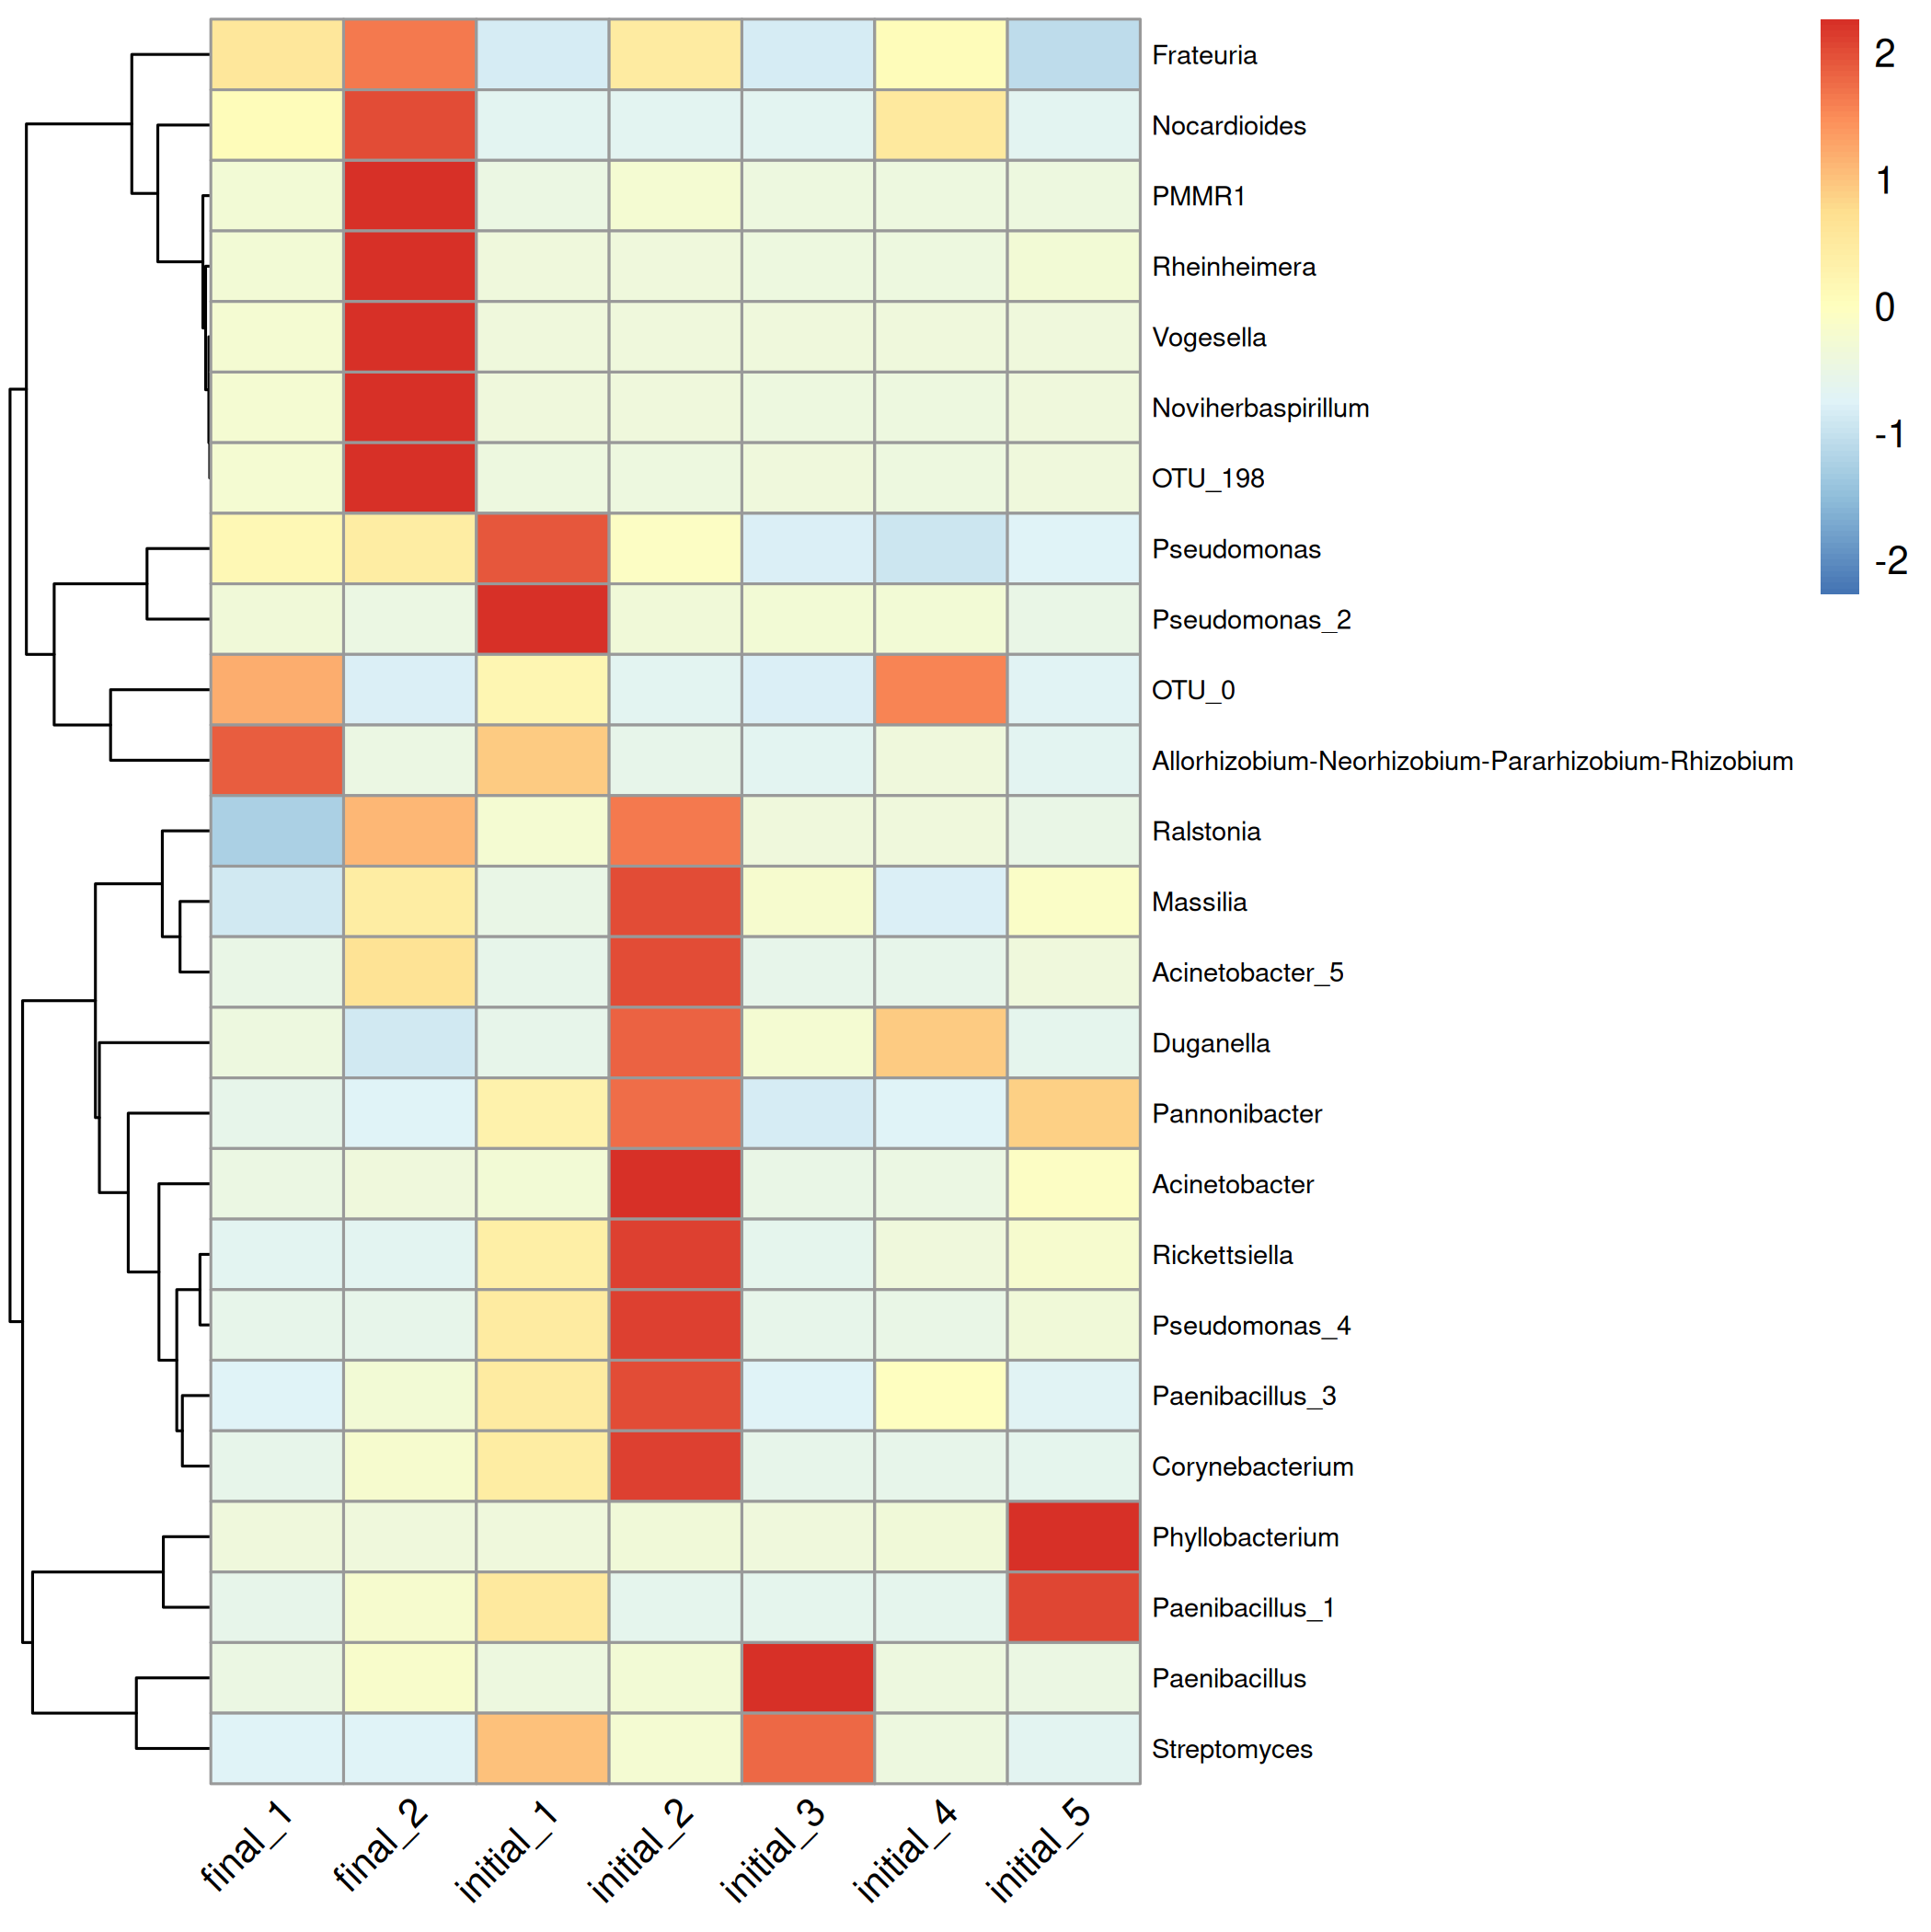 Frateuria
Nocardioides
PMMR1
Rheinheimera
Vogesella
Noviherbaspirillum
OTU_198
Pseudomonas
Pseudomonas_2
OTU_0
Allorhizobium-Neorhizobium-Pararhizobium-Rhizobium
Ralstonia
Massilia
Acinetobacter_5
Duganella
Pannonibacter
Acinetobacter
Rickettsiella
Pseudomonas_4
Paenibacillus_3
Corynebacterium
Phyllobacterium
Paenibacillus_1
Paenibacillus
Streptomyces
2
1
0
-1
-2
final_1
final_2
initial_1
initial_2
initial_3
initial_4
initial_5